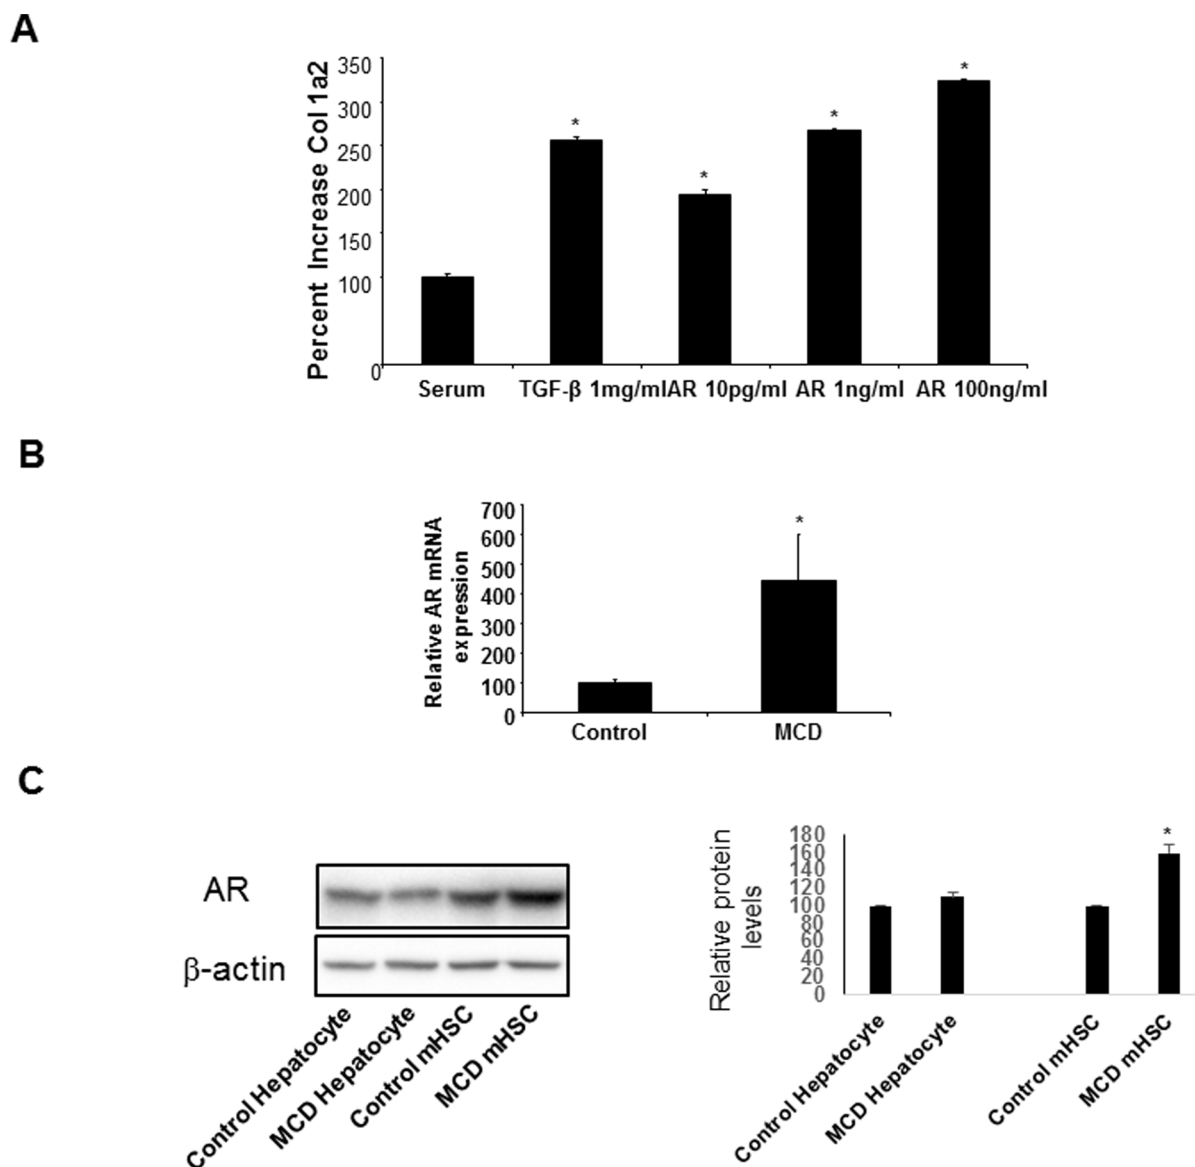 A
Percent Increase Col 1a2
350
300
250
200
150
100
0
*
*
*
*
Serum
TGF-β 1mg/ml
AR 10pg/ml
AR 1ng/ml
AR 100ng/ml
B
Relative AR mRNA
expression
700
600
500
400
300
200
100
0
*
Control
MCD
C
AR
β-actin
Control Hepatocyte
MCD Hepatocyte
Control mHSC
MCD mHSC
Relative protein
levels
180
160
140
120
100
80
60
40
20
0
*
Control Hepatocyte
MCD Hepatocyte
Control mHSC
MCD mHSC